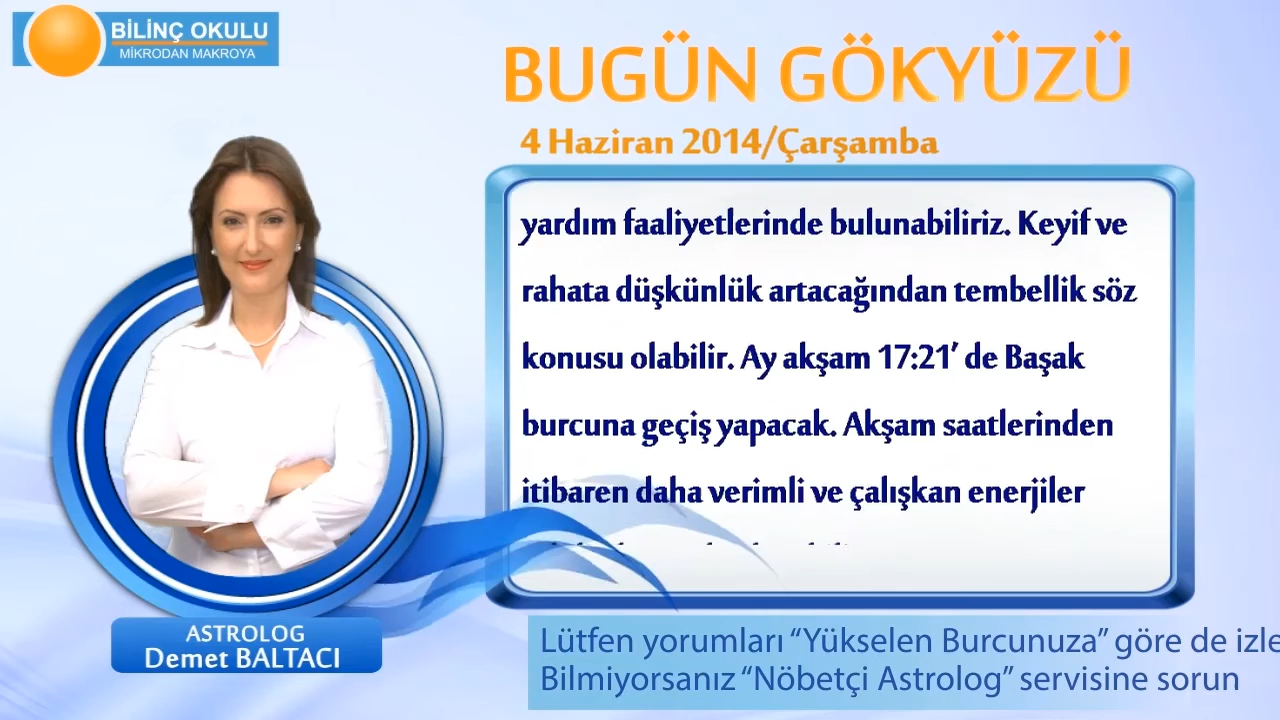 BİLİNÇ OKULU
MİKRODAN MAKROYA
BUGÜN GÖKYÜZÜ
4 Haziran 2014/Çarşamba
yardım faaliyetlerinde bulunabiliriz. Keyif ve
rahata düşkünlük artacağından tembellik söz
konusu olabilir. Ay akşam 17:21’ de Başak
burcuna geçiş yapacak. Akşam saatlerinden
itibaren daha verimli ve çalışkan enerjiler
ASTROLOG
Demet BALTACI
Lütfen yorumları “Yükselen Burcunuza” göre de izle
Bilmiyorsanız “Nöbetçi Astrolog” servisine sorun